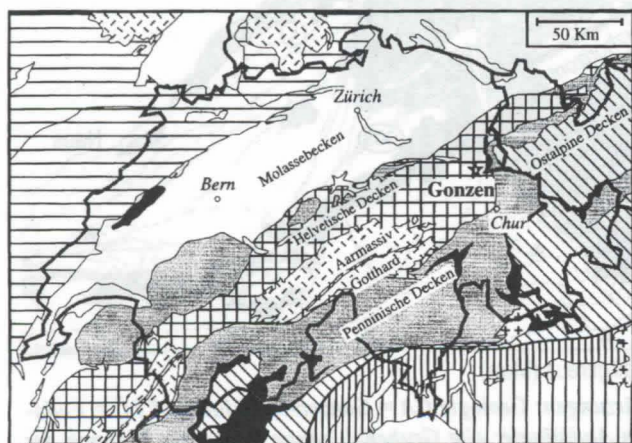 50 Km
Zürich
Molassebecken
Ostalpine Decken
Bern
Gonzen
Helvetische Decken
Chur
Aarmassiv
Gotthard
Penninische Decken